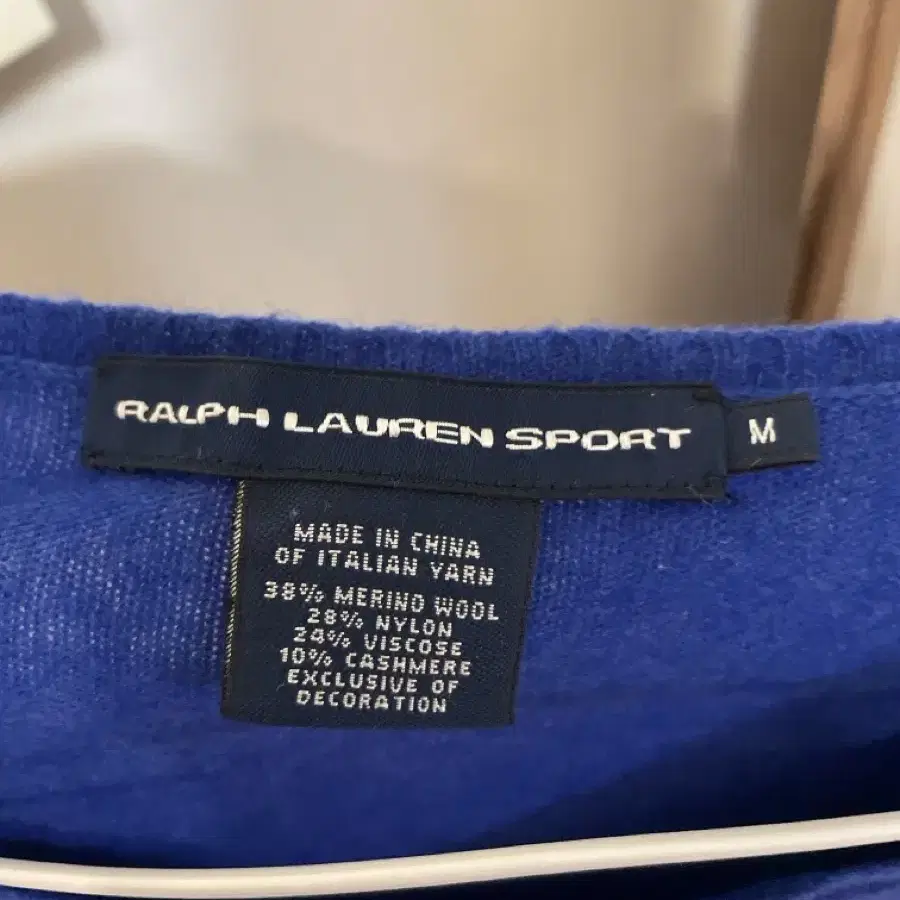 RALPH LAUREN SPORT
M
MADE IN CHINA
OF ITALIAN YARN
38% MERINO WOOL
28% NYLON
24% VISCOSE
10% CASHMERE
EXCLUSIVE OF
DECORATION